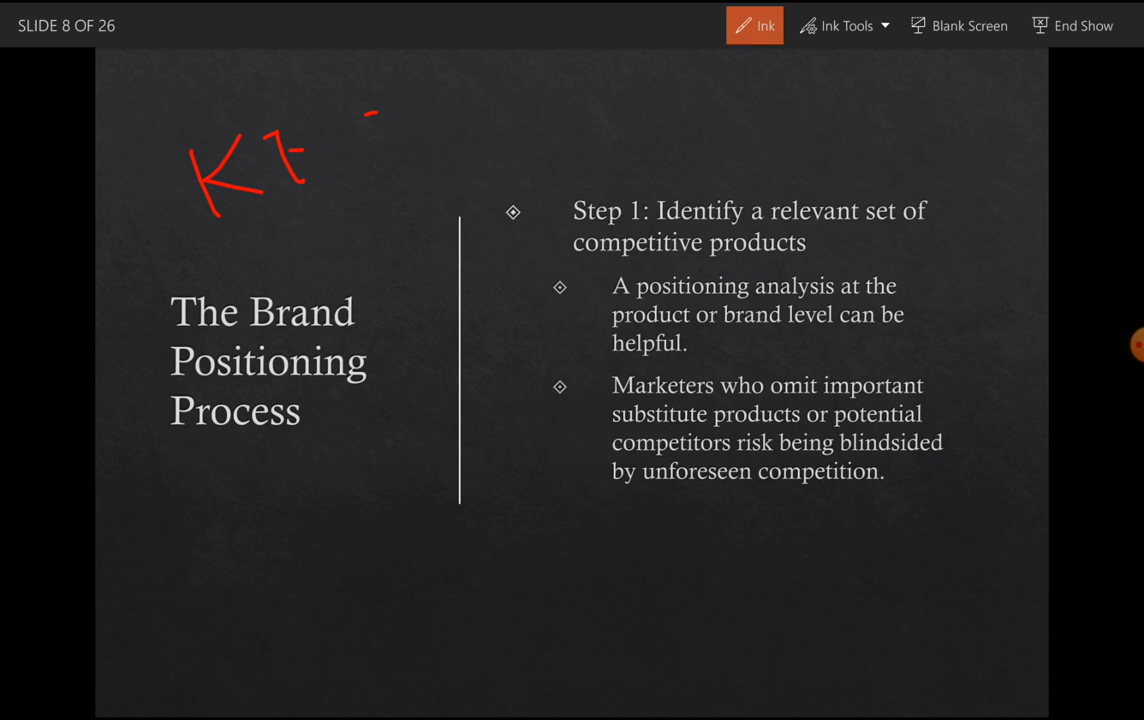 SLIDE 8 OF 26
Ink
Ink Tools
Blank Screen
End Show
The Brand
Positioning
Process
Step 1: Identify a relevant set of
competitive products
A positioning analysis at the
product or brand level can be
helpful.
Marketers who omit important
substitute products or potential
competitors risk being blindsided
by unforeseen competition.